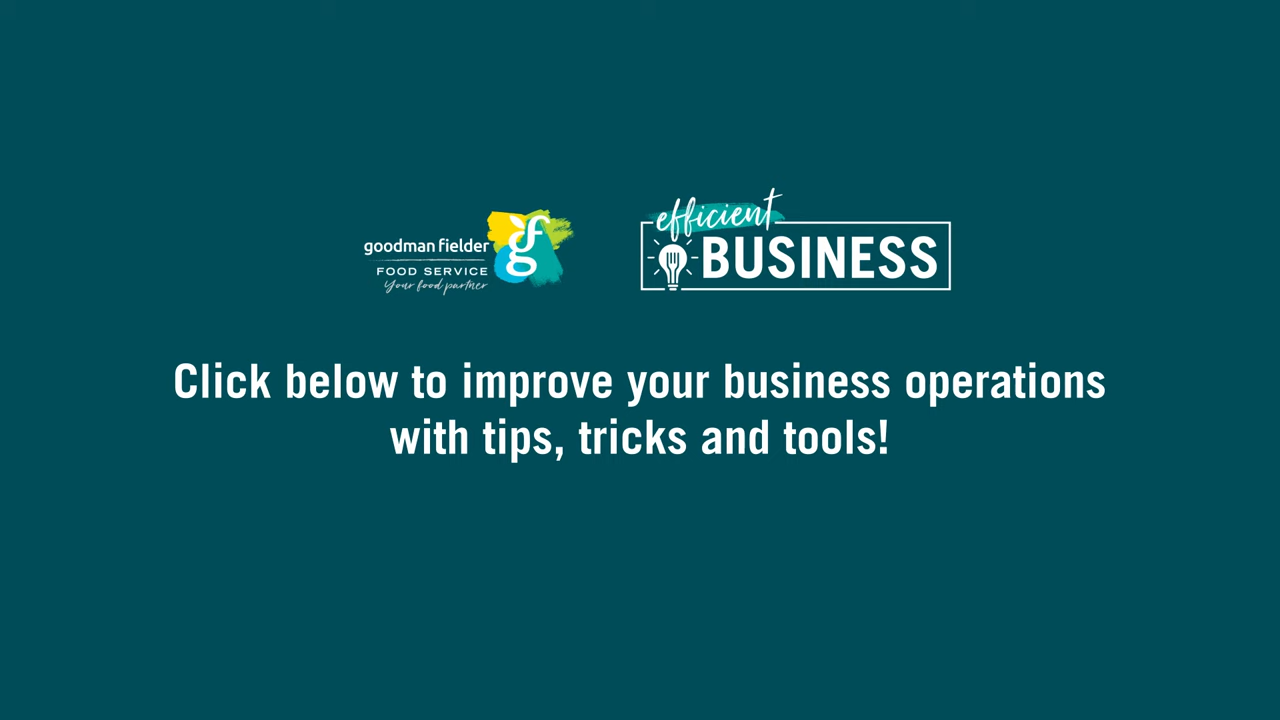 goodman fielder
FOOD SERVICE
Your food partner
gf
efficient
BUSINESS
Click below to improve your business operations
with tips, tricks and tools!